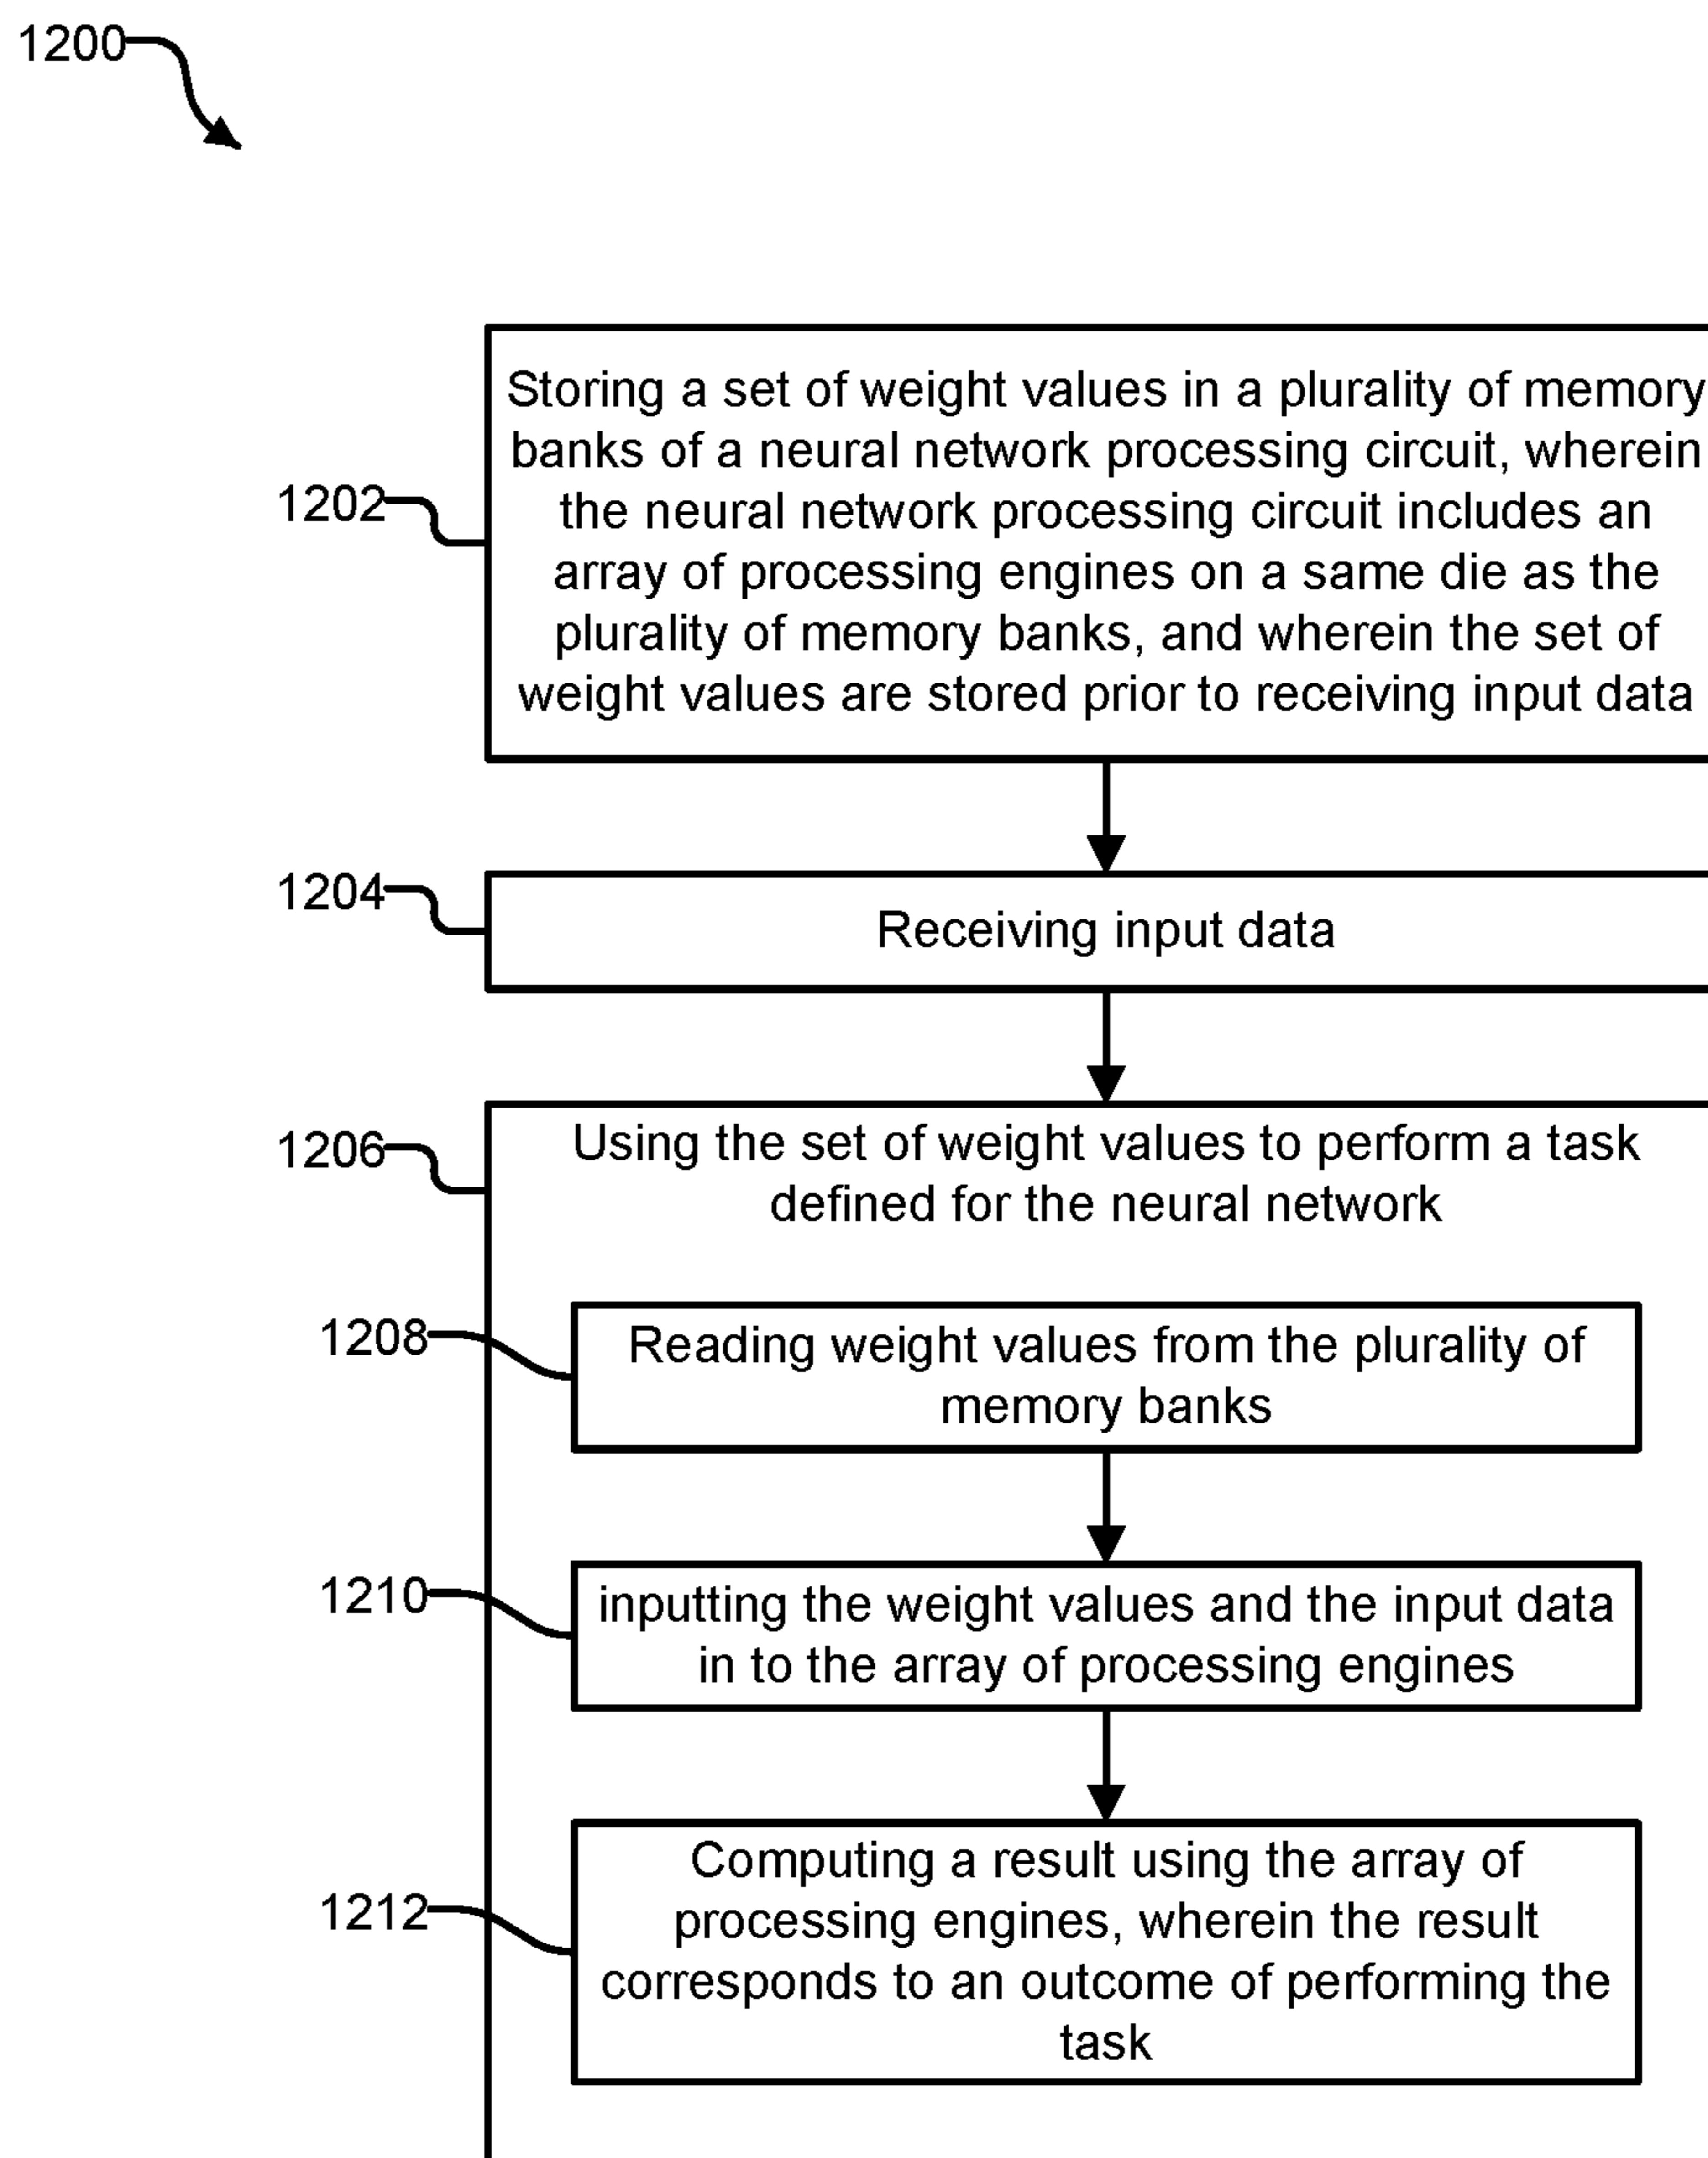 1200
1202
Storing a set of weight values in a plurality of memory
banks of a neural network processing circuit, wherein
the neural network processing circuit includes an
array of processing engines on a same die as the
plurality of memory banks, and wherein the set of
weight values are stored prior to receiving input data
1204
Receiving input data
1206
Using the set of weight values to perform a task
defined for the neural network
1208
Reading weight values from the plurality of
memory banks
1210
inputting the weight values and the input data
in to the array of processing engines
1212
Computing a result using the array of
processing engines, wherein the result
corresponds to an outcome of performing the
task